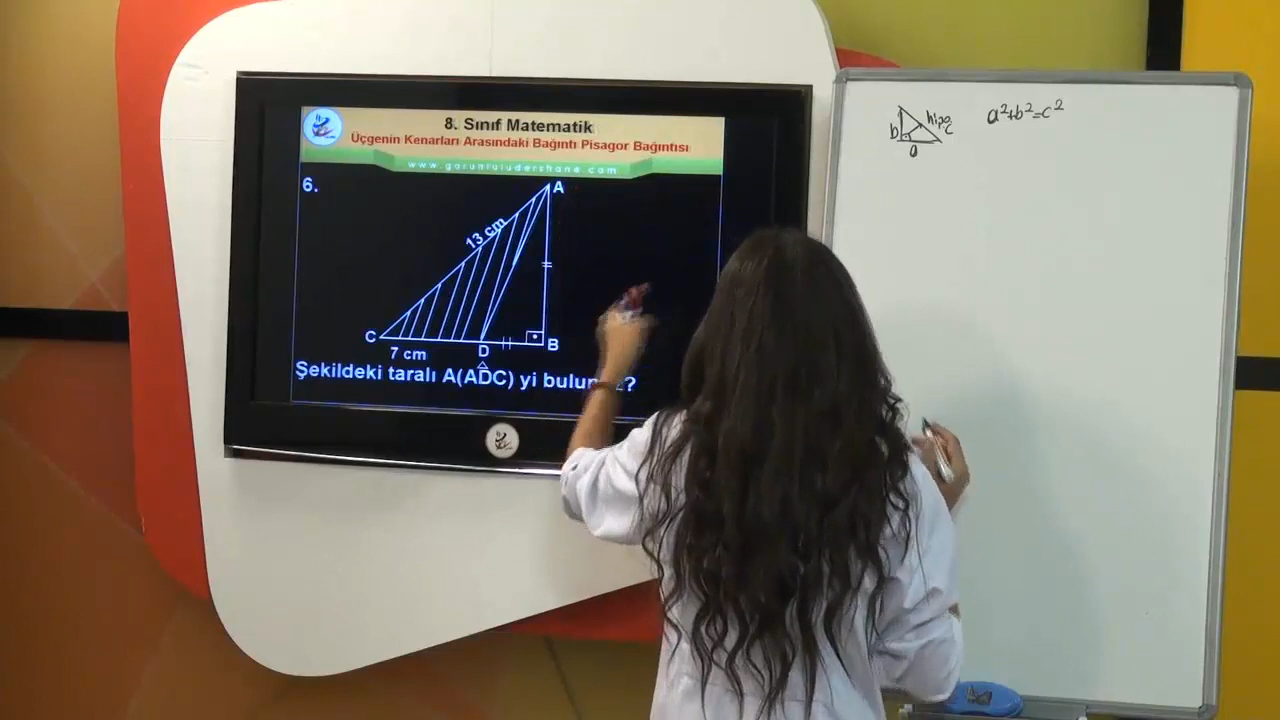 8. Sınıf Matematik
Üçgenin Kenarları Arasındaki Bağıntı Pisagor Bağıntısı
www.goruntuludershane.com
6.
A
13 cm
C
7 cm
D
B
Şekildeki taralı A(ADC) yi ?
b
hipo
c
a
a²+b²=c²